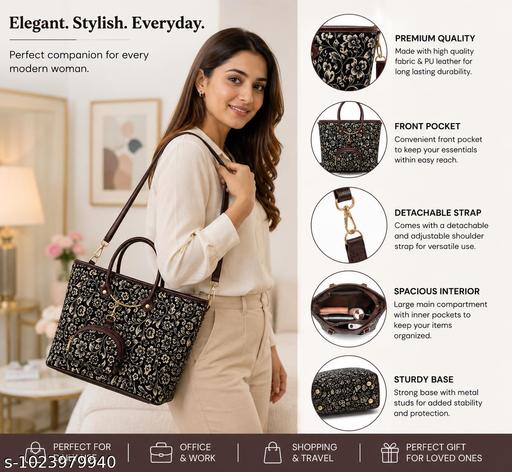 Elegant. Stylish. Everyday.
Perfect companion for every
modern woman.
PREMIUM QUALITY
Made with high quality
fabric & PU leather for
long lasting durability.
FRONT POCKET
Convenient front pocket
to keep your essentials
within easy reach.
DETACHABLE STRAP
Comes with a detachable
and adjustable shoulder
strap for versatile use.
SPACIOUS INTERIOR
Large main compartment
with inner pockets to
keep your items
organized.
STURDY BASE
Strong base with metal
studs for added stability
and protection.
PERFECT FOR
OFFICE
& WORK
SHOPPING
& TRAVEL
PERFECT GIFT
FOR LOVED ONES
s-1023979940